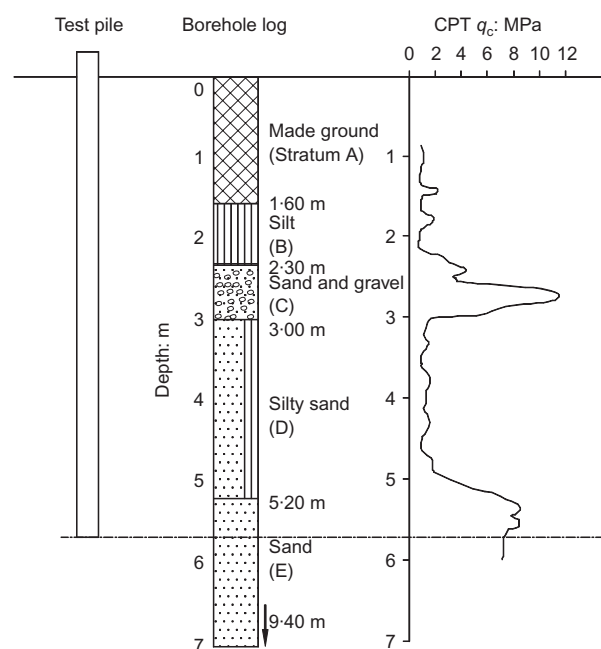 Test pile
Borehole log
CPT qc: MPa
0 2 4 6 8 10 12
Depth: m
0
1
2
3
4
5
6
7
Made ground
(Stratum A)
1·60 m
Silt
(B)
2·30 m
Sand and gravel
(C)
3·00 m
Silty sand
(D)
5·20 m
Sand
(E)
9·40 m
1
2
3
4
5
6
7